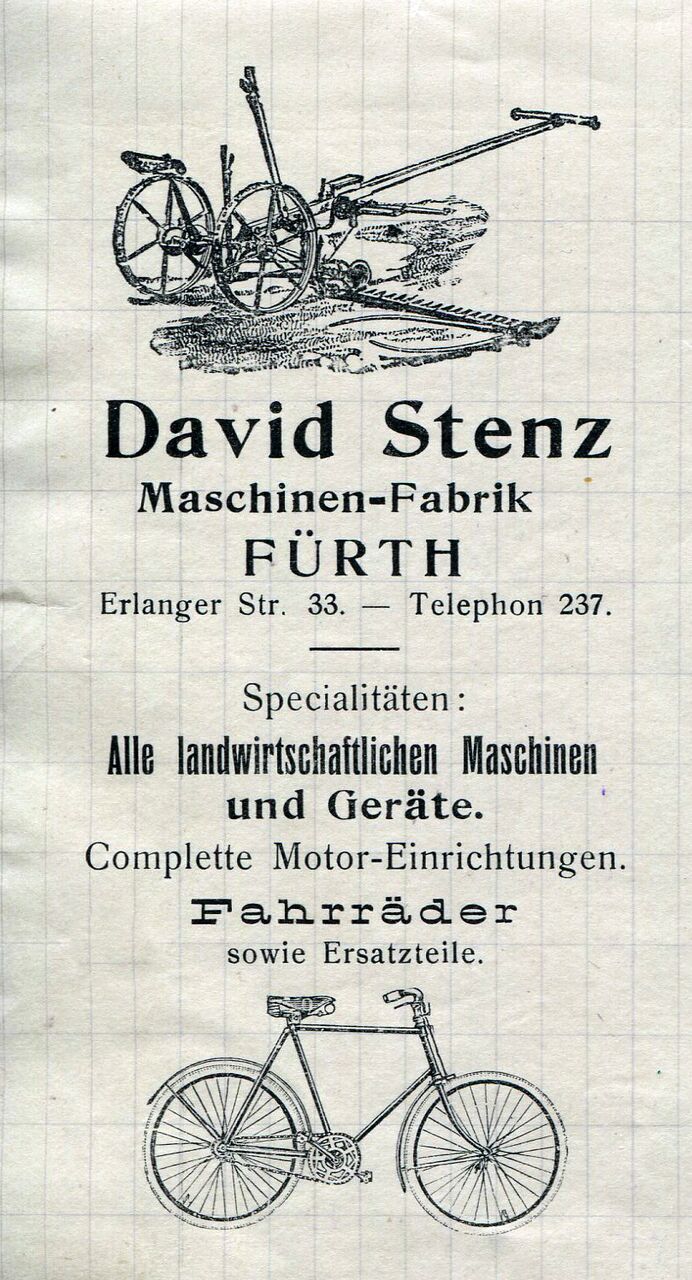 David Stenz
Maschinen-Fabrik
FÜRTH
Erlanger Str. 33. — Telephon 237.
Specialitäten:
Alle landwirtschaftlichen Maschinen
und Geräte.
Complette Motor-Einrichtungen.
Fahrräder
sowie Ersatzteile.